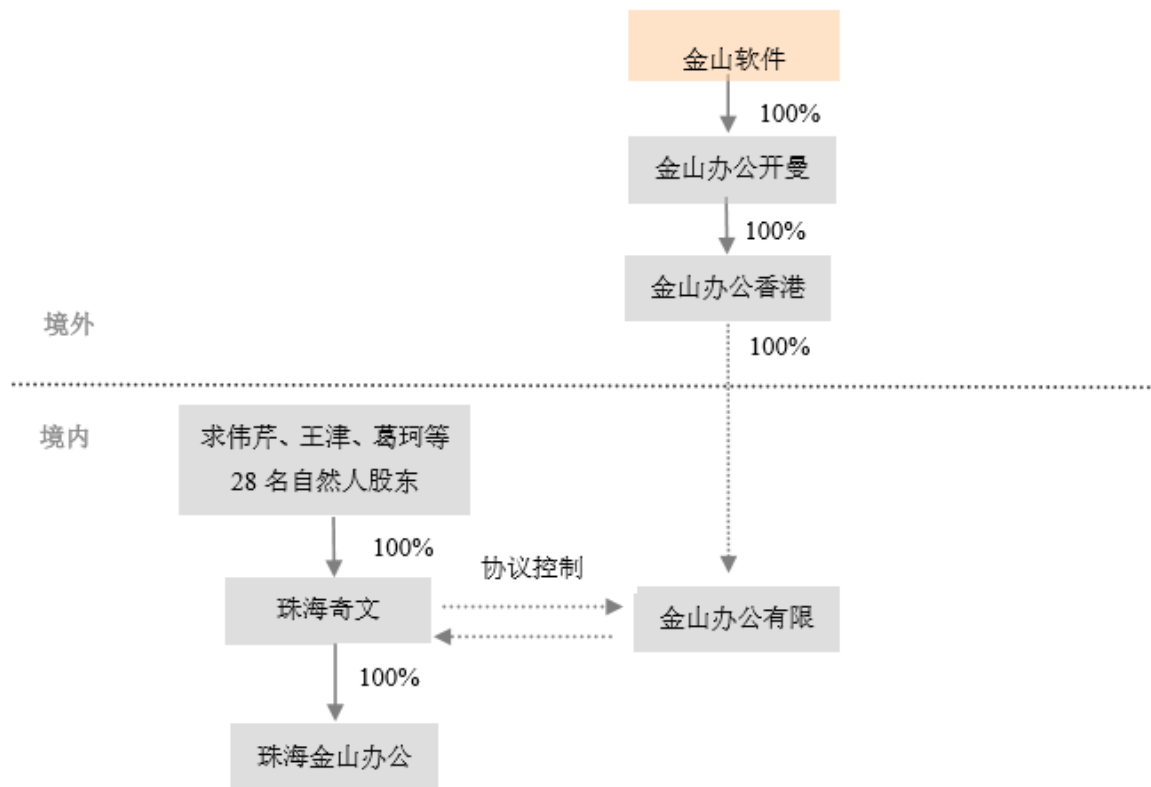 金山软件
100%
金山办公开曼
100%
金山办公香港
境外
100%
境内
求伟芹、王津、葛珂等
28 名自然人股东
100%
协议控制
珠海奇文
金山办公有限
100%
珠海金山办公